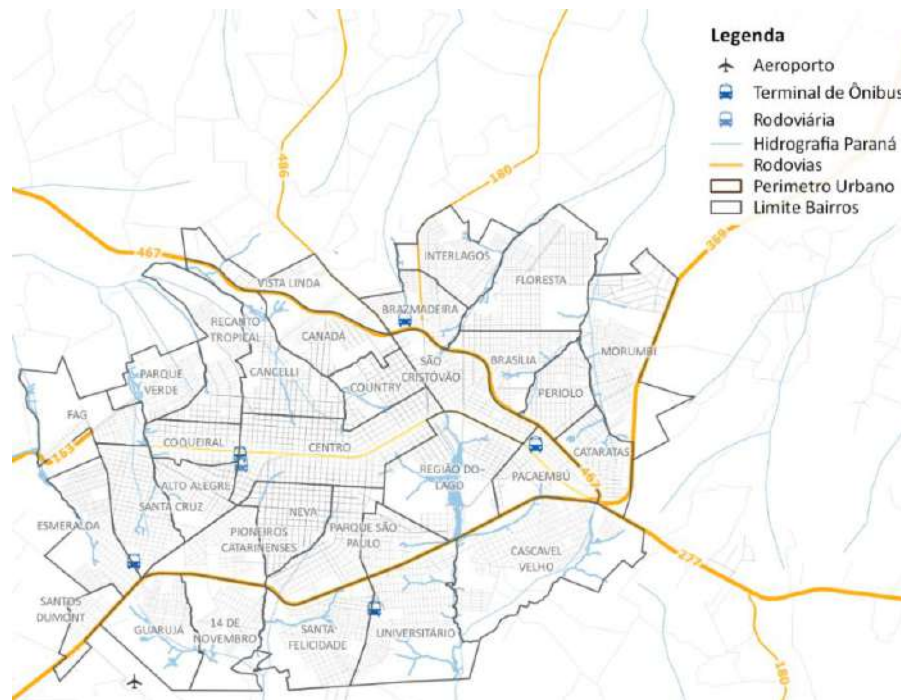 Legenda
Aeroporto
Terminal de Ônibus
Rodoviária
Hidrografia Paraná
Rodovias
Perimetro Urbano
Limite Bairros
486
180
369
467
INTERLAGOS
VISTA LINDA
FLORESTA
BRAZMADEIRA
RECANTO
TROPICAL
CANADÁ
MORUMBI
SÃO
CRISTOVÃO
BRASÍLIA
PARQUE
VERDE
CANCELLI
COUNTRY
PERIOLO
FAG
COQUEIRAL
CENTRO
CATARATAS
163
REGIÃO DO
LAGO
PACAEMBÚ
467
ALTO ALEGRE
SANTA CRUZ
NEVA
ESMERALDA
PIONEIROS
CATARINENSES
PARQUE SÃO
PAULO
CASCAVEL
VELHO
277
SANTOS
DUMONT
GUARUJÁ
14 DE
NOVEMBRO
SANTA
FELICIDADE
UNIVERSITÁRIO
180